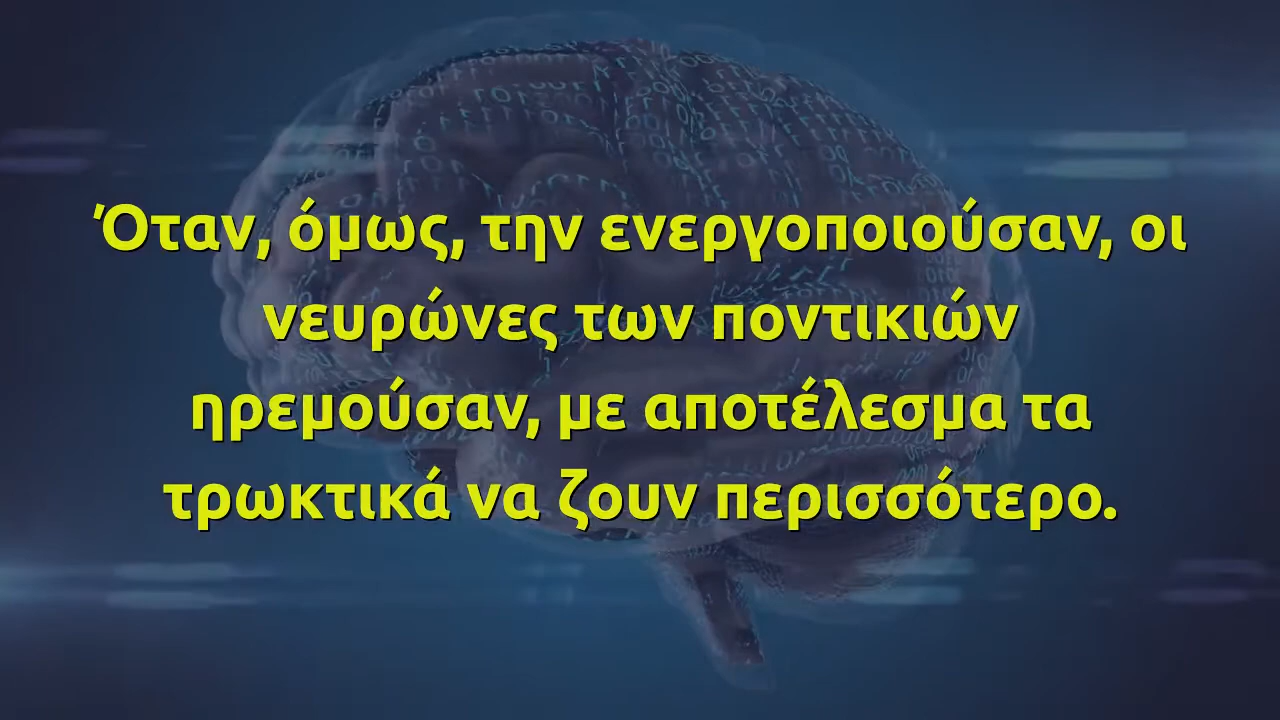 Όταν, όμως, την ενεργοποιούσαν, οι
νευρώνες των ποντικιών
ηρεμούσαν, με αποτέλεσμα τα
τρωκτικά να ζουν περισσότερο.